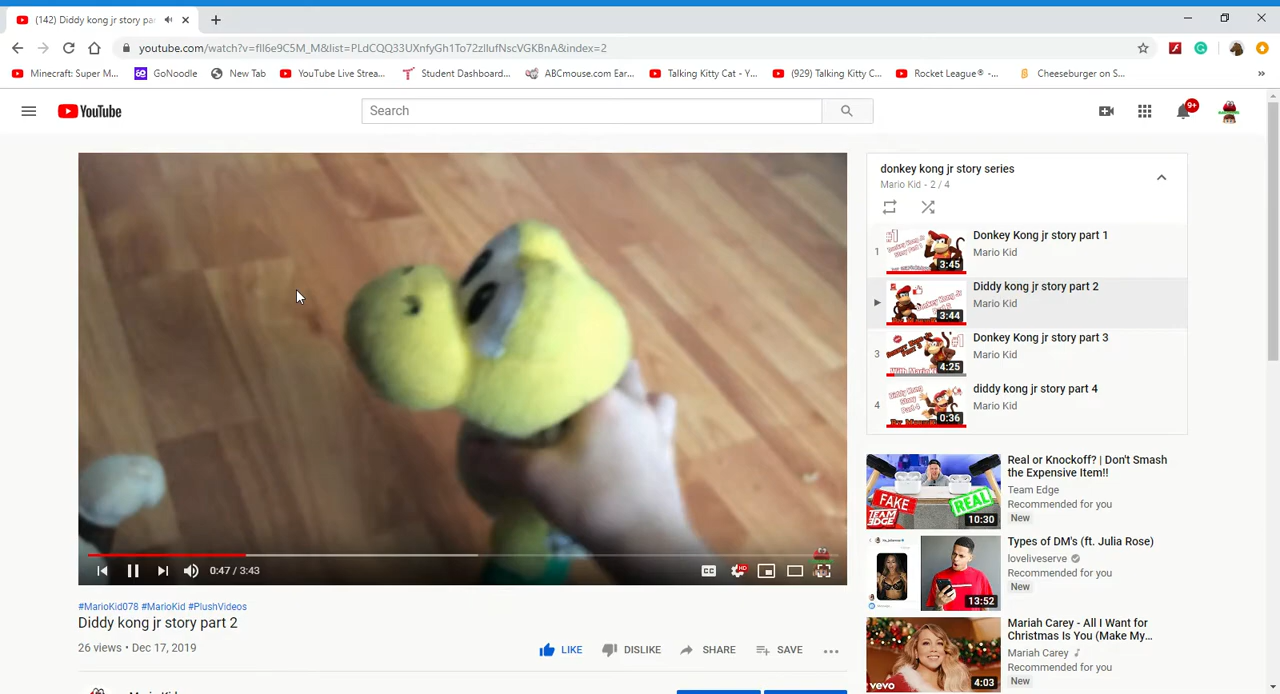 (142) Diddy kong jr story pa
youtube.com/watch?v=fIl6e9C5M_M&list=PLdCQQ33UXnfyGh1To72zIlufNscVGKBnA&index=2
Minecraft: Super M...
GoNoodle
New Tab
YouTube Live Strea...
Student Dashboard...
ABCmouse.com Ear...
Talking Kitty Cat - Y...
(929) Talking Kitty C...
Rocket League® -...
Cheeseburger on S...
YouTube
Search
9+
donkey kong jr story series
Mario Kid - 2 / 4
1
3:45
Donkey Kong jr story part 1
Mario Kid
3:44
Diddy kong jr story part 2
Mario Kid
3
4:25
Donkey Kong jr story part 3
Mario Kid
4
0:36
diddy kong jr story part 4
Mario Kid
0:47 / 3:43
CC
HD
#MarioKid078 #MarioKid #PlushVideos
Diddy kong jr story part 2
26 views • Dec 17, 2019
LIKE
DISLIKE
SHARE
SAVE
FAKE
REAL
TEAM EDGE
10:30
Real or Knockoff? | Don't Smash
the Expensive Item!!
Team Edge
Recommended for you
New
13:52
Types of DM's (ft. Julia Rose)
loveliveserve
Recommended for you
New
vevo
4:03
Mariah Carey - All I Want for
Christmas Is You (Make My...
Mariah Carey
Recommended for you
New